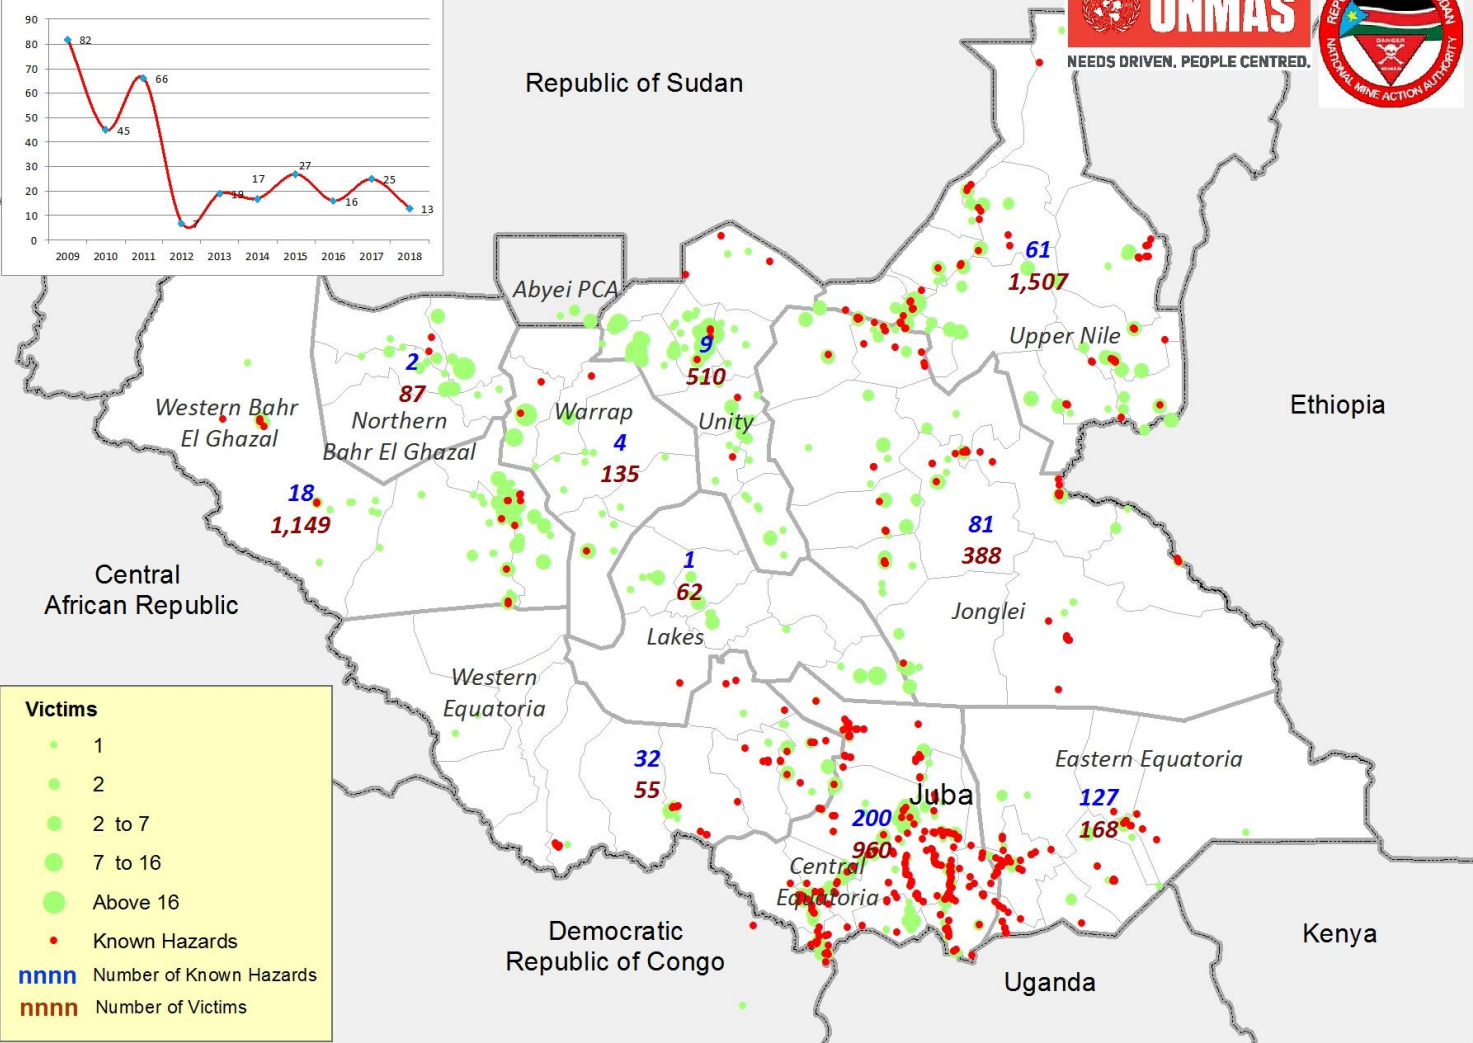 90
80
70
60
50
40
30
20
10
0
82
45
66
7
19
17
27
16
25
13
2009 2010 2011 2012 2013 2014 2015 2016 2017 2018
UNMAS
NEEDS DRIVEN, PEOPLE CENTRED.
DANGER
MINES
NATIONAL MINE ACTION AUTHORITY
Republic of Sudan
Abyei PCA
61
1,507
Upper Nile
9
510
Unity
2
87
Northern
Bahr El Ghazal
Western Bahr
El Ghazal
18
1,149
Warrap
4
135
Ethiopia
81
388
Jonglei
1
62
Lakes
Central
African Republic
Western
Equatoria
32
55
Juba
200
960
Central
Equatoria
Eastern Equatoria
127
168
Democratic
Republic of Congo
Uganda
Kenya
Victims
1
2
2 to 7
7 to 16
Above 16
Known Hazards
nnnn Number of Known Hazards
nnnn Number of Victims